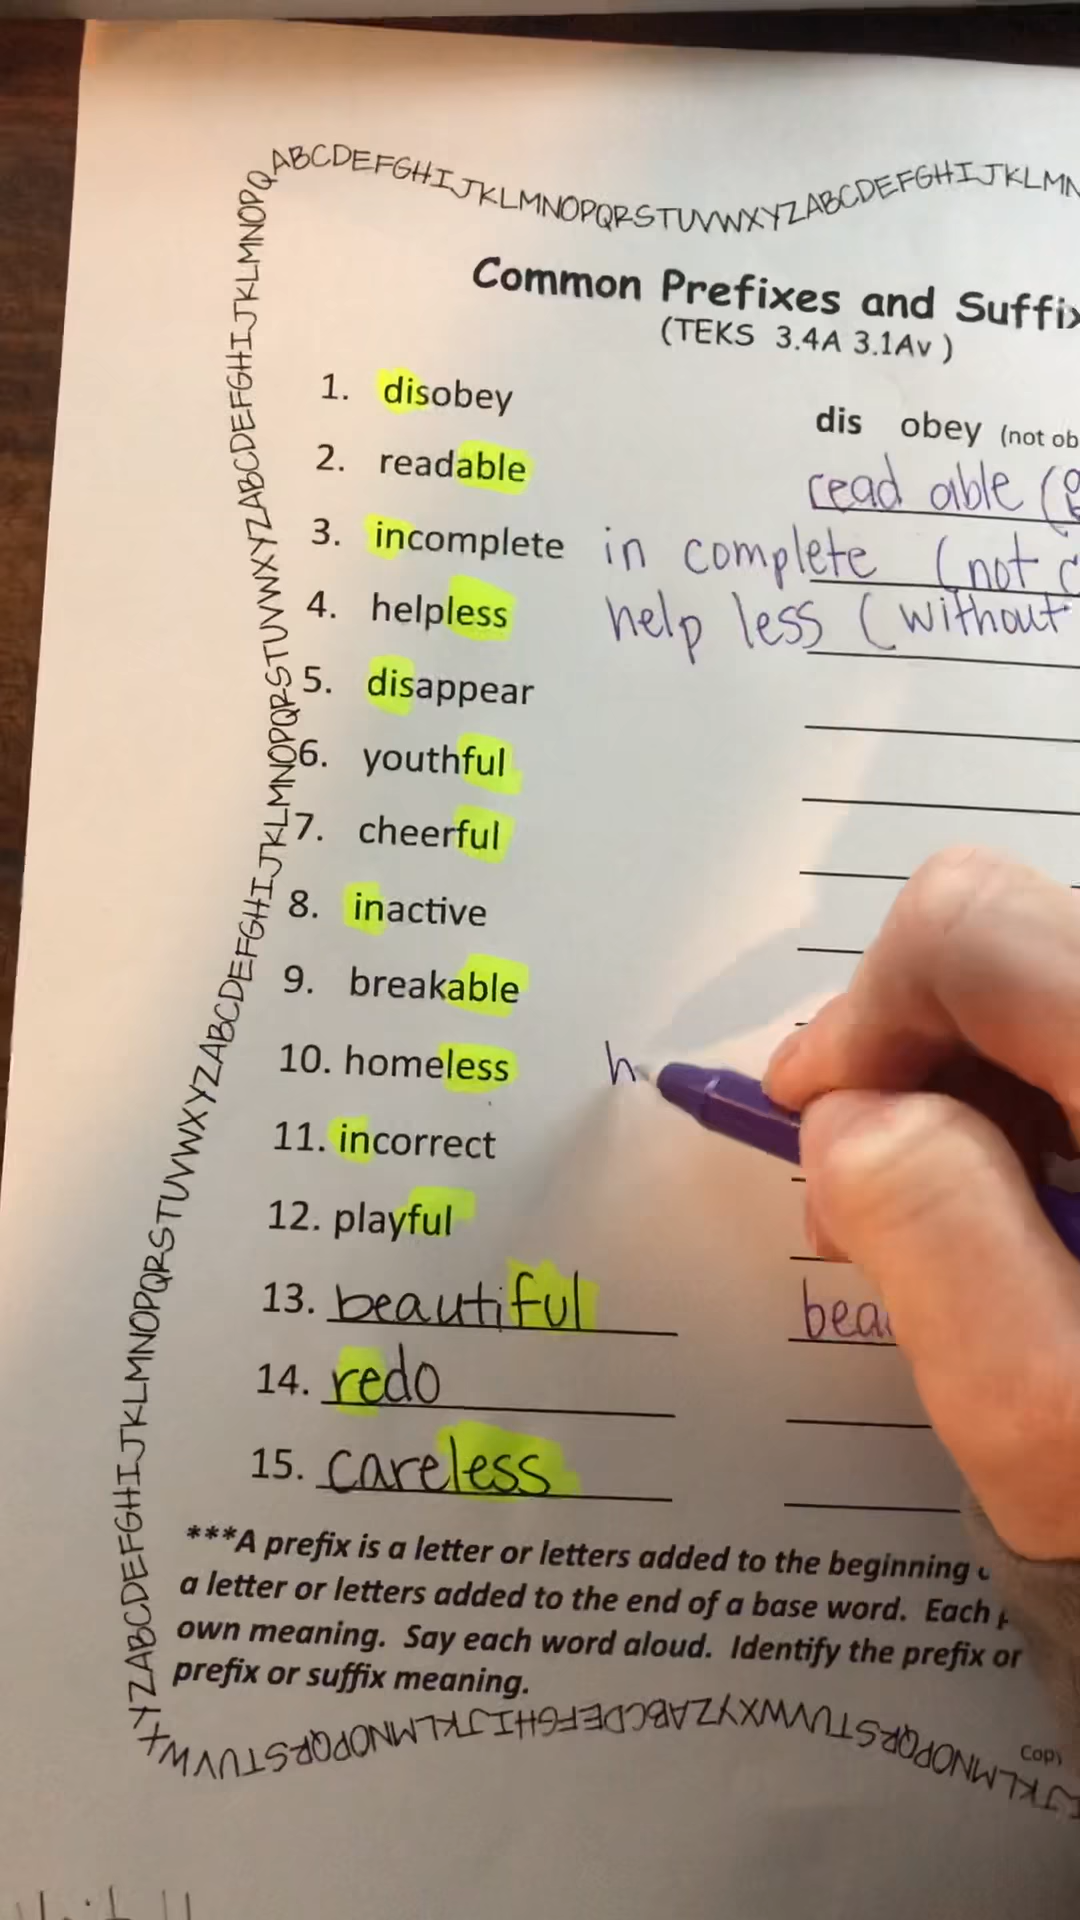 ABCDEFGHIJKLMNOPQRSTUVWXYZABCDEFGHIJKLMN
Common Prefixes and Suffix
(TEKS 3.4A 3.1Av )
1. disobey dis obey (not ob
2. readable read able (
3. incomplete in complete (not c
4. helpless help less (without
5. disappear
6. youthful
7. cheerful
8. inactive
9. breakable
10. homeless h
11. incorrect
12. playful
13. beautiful beau
14. redo
15. careless
***A prefix is a letter or letters added to the beginning
a letter or letters added to the end of a base word. Each
own meaning. Say each word aloud. Identify the prefix or
prefix or suffix meaning.
Copy